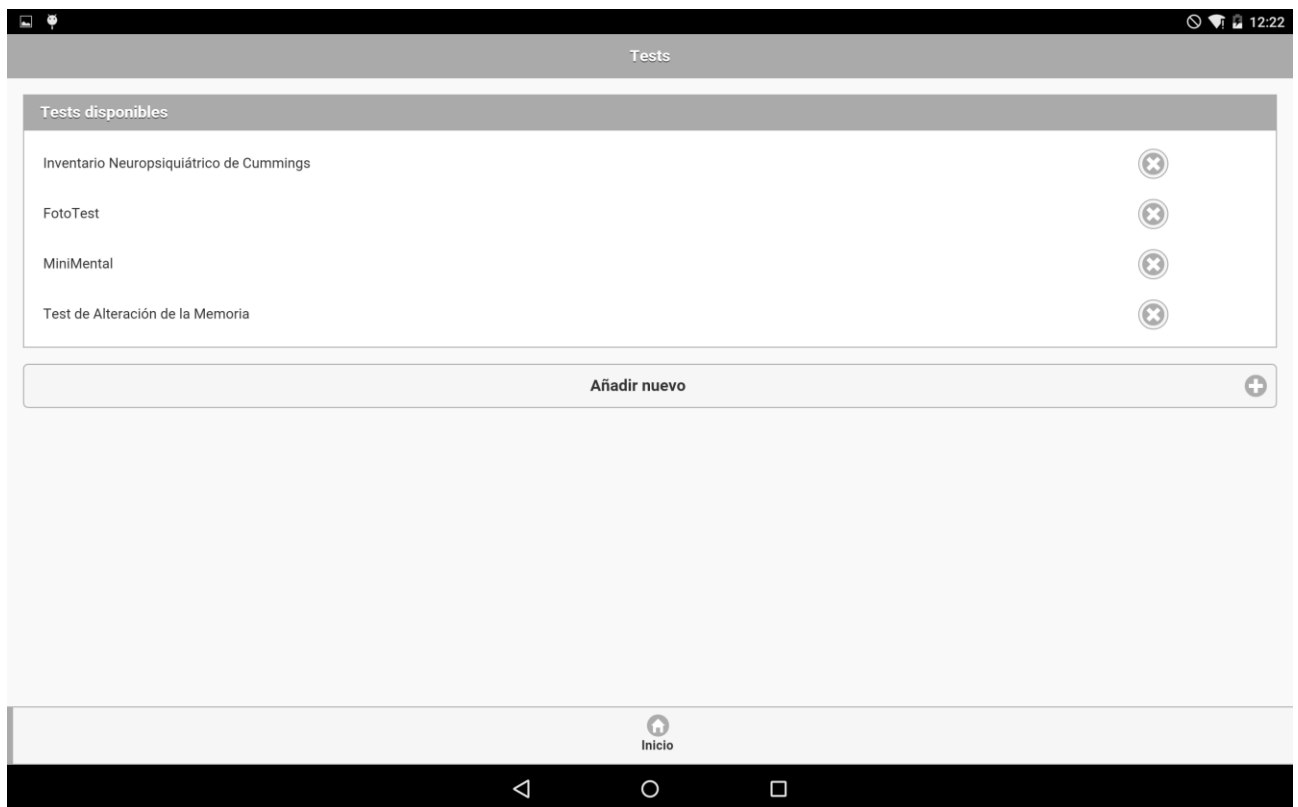 12:22
Tests
Tests disponibles
Inventario Neuropsiquiátrico de Cummings
FotoTest
MiniMental
Test de Alteración de la Memoria
Añadir nuevo
Inicio